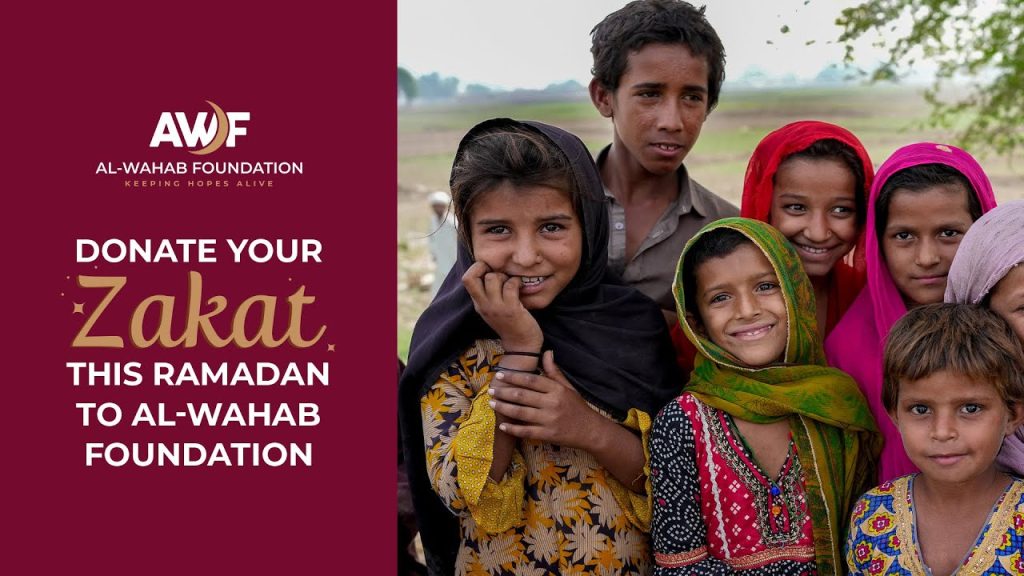 AWF
AL-WAHAB FOUNDATION
KEEPING HOPES ALIVE
DONATE YOUR
Zakat
THIS RAMADAN
TO AL-WAHAB
FOUNDATION